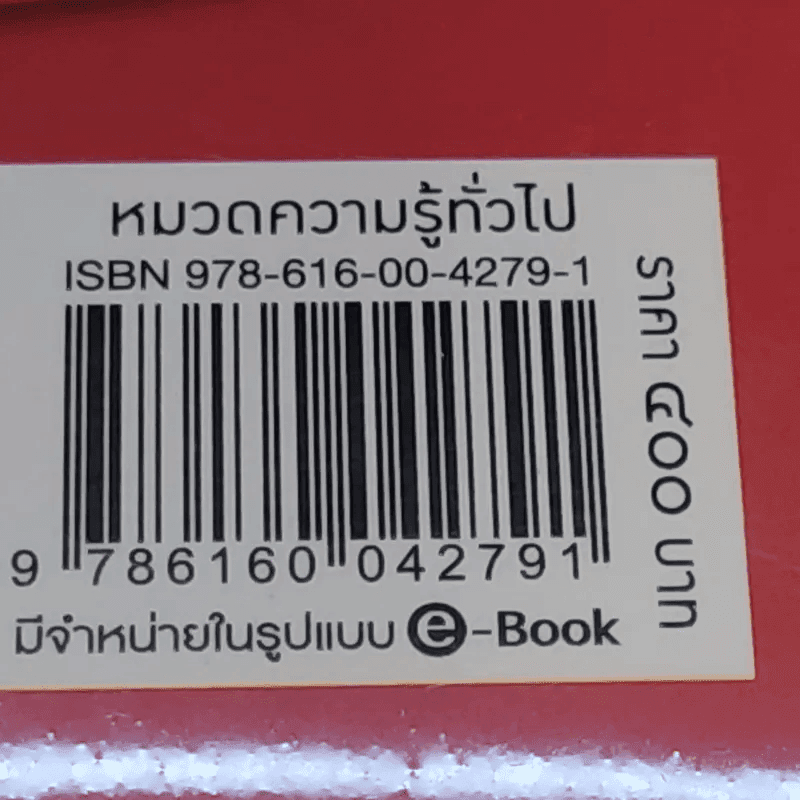 หมวดความรู้ทั่วไป
ISBN 978-616-00-4279-1
9 786160 042791
มีจำหน่ายในรูปแบบ e-Book
ราคา ๔๐๐ บาท